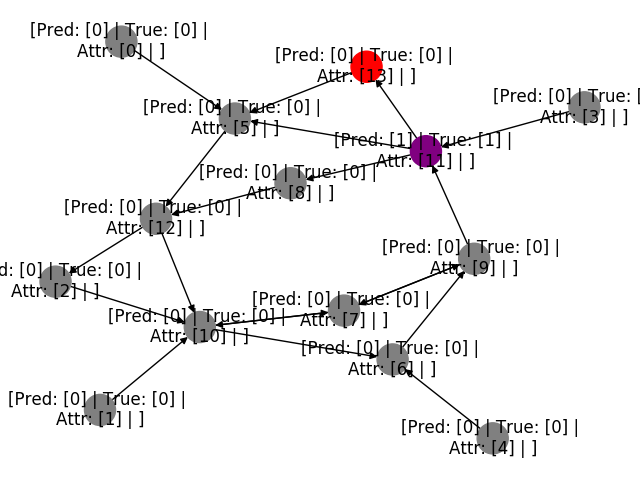 [Pred: [0] | True: [0] |
Attr: [0] | ]
[Pred: [0] | True: [0] |
Attr: [13] | ]
[Pred: [0] | True: [0] |
Attr: [5] | ]
[Pred: [0] | True: [
Attr: [3] | ]
[Pred: [1] | True: [1] |
Attr: [11] | ]
[Pred: [0] | True: [0] |
Attr: [8] | ]
[Pred: [0] | True: [0] |
Attr: [12] | ]
d: [0] | True: [0] |
Attr: [2] | ]
[Pred: [0] | True: [0] |
Attr: [9] | ]
[Pred: [0] | True: [0] |
Attr: [7] | ]
[Pred: [0] | True: [0] |
Attr: [10] | ]
[Pred: [0] | True: [0] |
Attr: [6] | ]
[Pred: [0] | True: [0] |
Attr: [1] | ]
[Pred: [0] | True: [0] |
Attr: [4] | ]